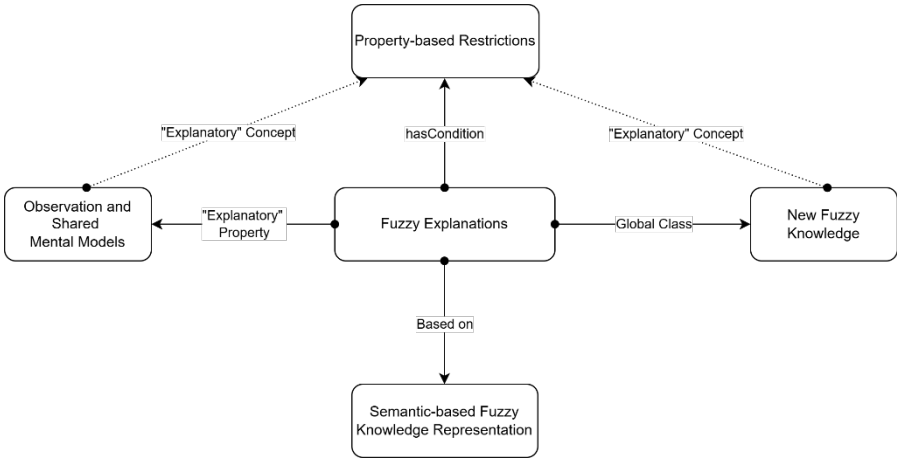 Property-based Restrictions
"Explanatory" Concept
hasCondition
"Explanatory" Concept
Observation and
Shared
Mental Models
"Explanatory"
Property
Fuzzy Explanations
Global Class
New Fuzzy
Knowledge
Based on
Semantic-based Fuzzy
Knowledge Representation